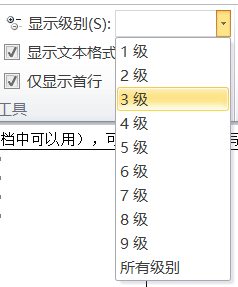 显示级别(S):
显示文本格式
仅显示首行
工具
档中可以用），可
1 级
2 级
3 级
4 级
5 级
6 级
7 级
8 级
9 级
所有级别